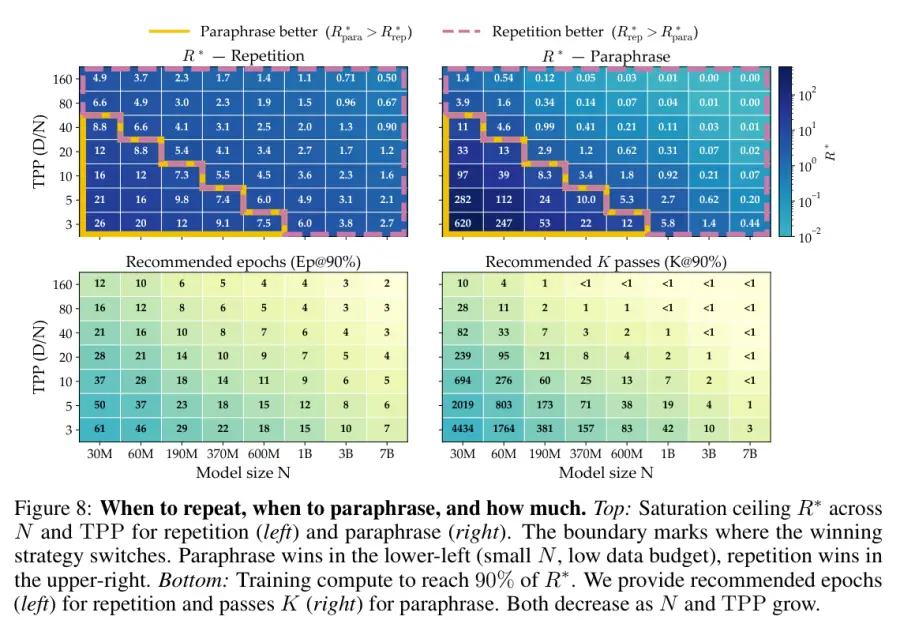 Paraphrase better (R*para > R*rep)
Repetition better (R*rep > R*para)
R* — Repetition
R* — Paraphrase
TPP (D/N)
160 4.9 3.7 2.3 1.7 1.4 1.1 0.71 0.50
80 6.6 4.9 3.0 2.3 1.9 1.5 0.96 0.67
40 8.8 6.6 4.1 3.1 2.5 2.0 1.3 0.90
20 12 8.8 5.4 4.1 3.4 2.7 1.7 1.2
10 16 12 7.3 5.5 4.5 3.6 2.3 1.6
5 21 16 9.8 7.4 6.0 4.9 3.1 2.1
3 26 20 12 9.1 7.5 6.0 3.8 2.7
1.4 0.54 0.12 0.05 0.03 0.01 0.00 0.00
3.9 1.6 0.34 0.14 0.07 0.04 0.01 0.00
11 4.6 0.99 0.41 0.21 0.11 0.03 0.01
33 13 2.9 1.2 0.62 0.31 0.07 0.02
97 39 8.3 3.4 1.8 0.92 0.21 0.07
282 112 24 10.0 5.3 2.7 0.62 0.20
620 247 53 22 12 5.8 1.4 0.44
10²
10¹
10⁰
10⁻¹
10⁻²
R*
Recommended epochs (Ep@90%)
Recommended K passes (K@90%)
TPP (D/N)
160 12 10 6 5 4 4 3 2
80 16 12 8 6 5 4 3 3
40 21 16 10 8 7 6 4 3
20 28 21 14 10 9 7 5 4
10 37 28 18 14 11 9 6 5
5 50 37 23 18 15 12 8 6
3 61 46 29 22 18 15 10 7
30M 60M 190M 370M 600M 1B 3B 7B
Model size N
10 4 1 <1 <1 <1 <1 <1
28 11 2 1 1 <1 <1 <1
82 33 7 3 2 1 <1 <1
239 95 21 8 4 2 1 <1
694 276 60 25 13 7 2 <1
2019 803 173 71 38 19 4 1
4434 1764 381 157 83 42 10 3
30M 60M 190M 370M 600M 1B 3B 7B
Model size N
Figure 8: When to repeat, when to paraphrase, and how much. Top: Saturation ceiling R* across
N and TPP for repetition (left) and paraphrase (right). The boundary marks where the winning
strategy switches. Paraphrase wins in the lower-left (small N, low data budget), repetition wins in
the upper-right. Bottom: Training compute to reach 90% of R*. We provide recommended epochs
(left) for repetition and passes K (right) for paraphrase. Both decrease as N and TPP grow.